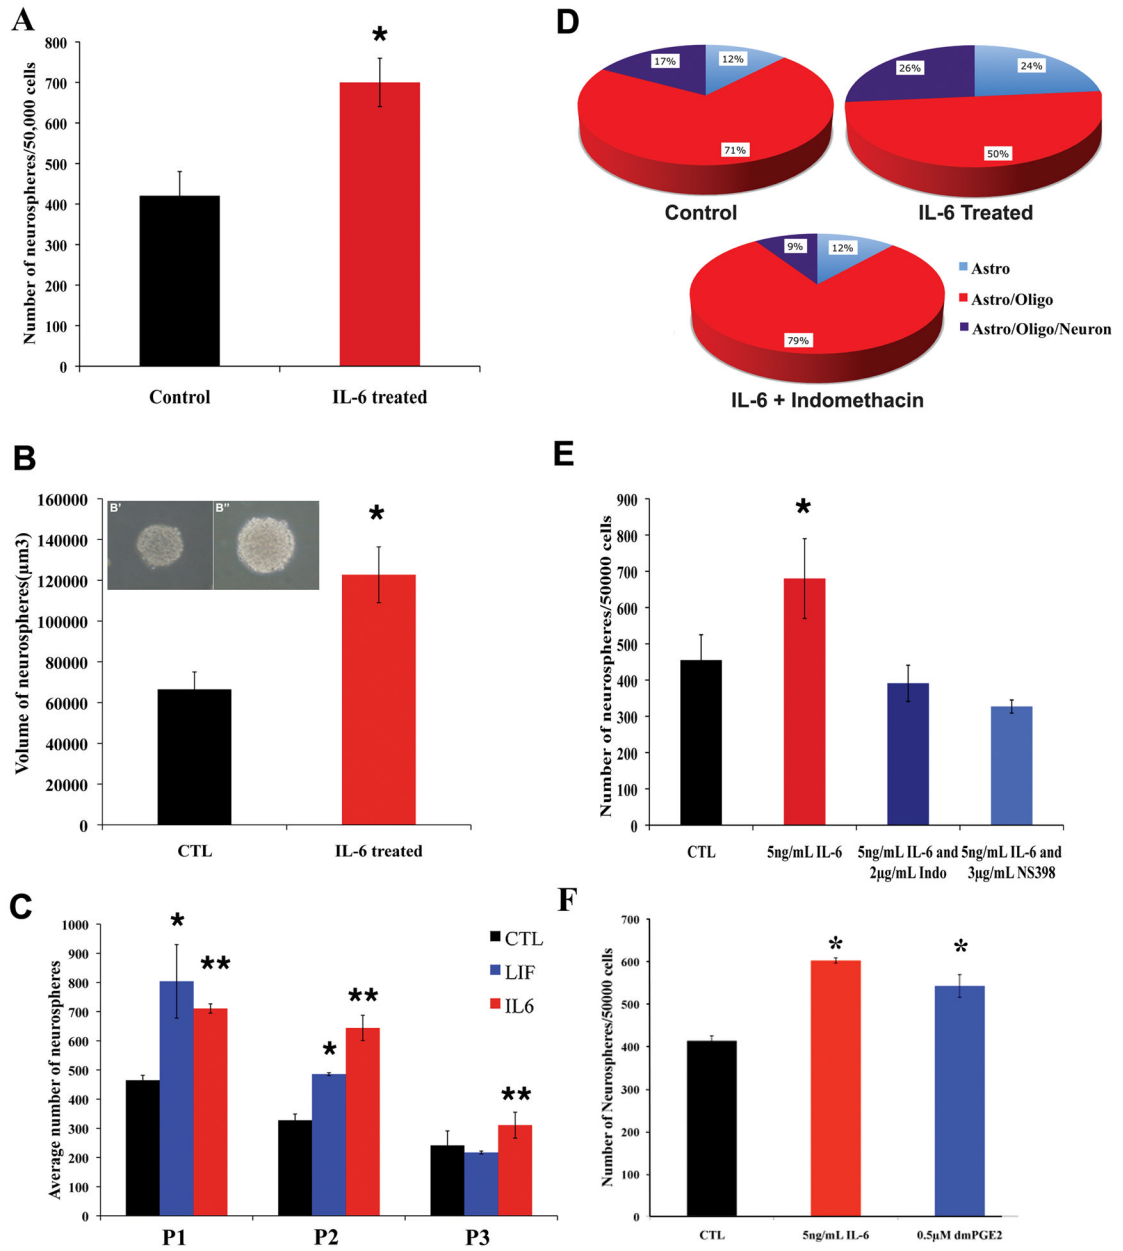 A
Number of neurospheres/50,000 cells
800
700
600
500
400
300
200
100
0
*
Control
IL-6 treated
D
17%
12%
71%
Control
26%
24%
50%
IL-6 Treated
9%
12%
79%
IL-6 + Indomethacin
Astro
Astro/Oligo
Astro/Oligo/Neuron
B
Volume of neurospheres(µm3)
160000
140000
120000
100000
80000
60000
40000
20000
0
B'
B"
*
CTL
IL-6 treated
E
Number of neurospheres/50000 cells
900
800
700
600
500
400
300
200
100
0
*
CTL
5ng/mL IL-6
5ng/mL IL-6 and
2µg/mL Indo
5ng/mL IL-6 and
3µg/mL NS398
C
Average number of neurospheres
1000
900
800
700
600
500
400
300
200
100
0
*
**
*
**
**
CTL
LIF
IL6
P1
P2
P3
F
Number of Neurospheres/50000 cells
700
600
500
400
300
200
100
0
*
*
CTL
5ng/mL IL-6
0.5µM dmPGE2